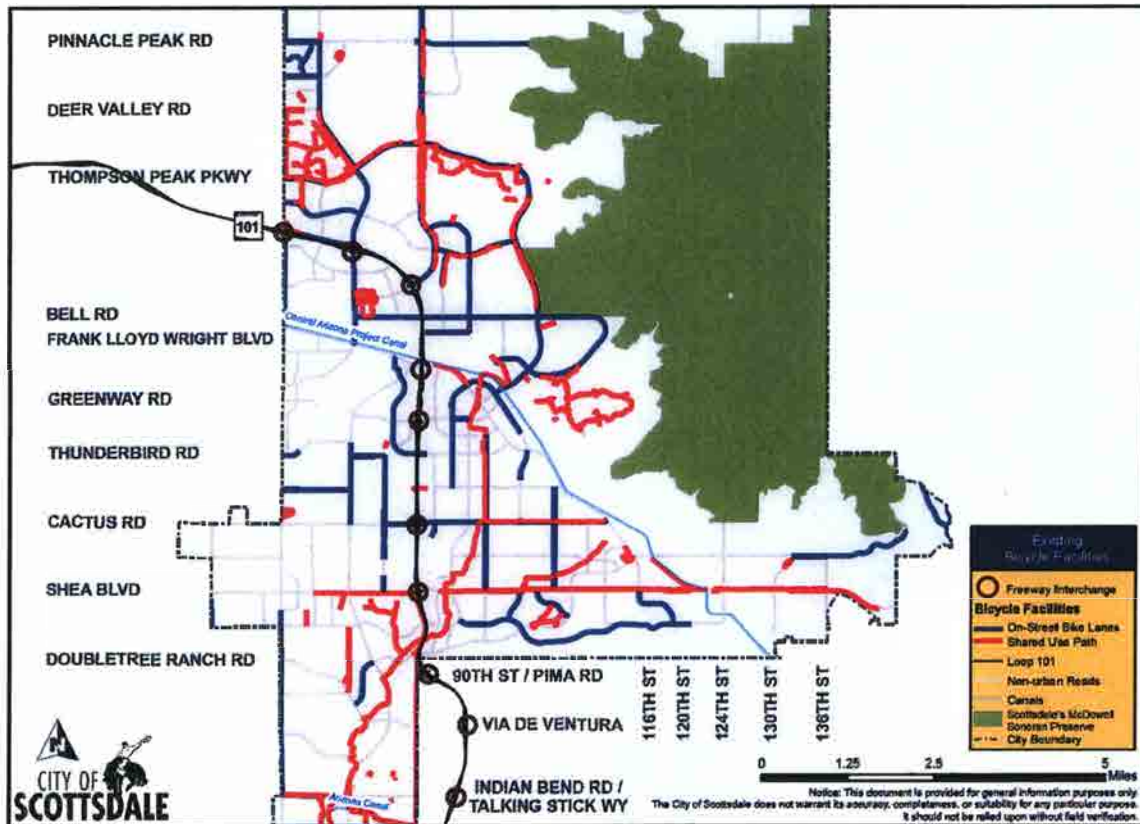 PINNACLE PEAK RD
DEER VALLEY RD
THOMPSON PEAK PKWY
101
BELL RD
Central Arizona Project Canal
FRANK LLOYD WRIGHT BLVD
GREENWAY RD
THUNDERBIRD RD
CACTUS RD
SHEA BLVD
DOUBLETREE RANCH RD
90TH ST / PIMA RD
VIA DE VENTURA
INDIAN BEND RD /
TALKING STICK WY
116TH ST
120TH ST
124TH ST
130TH ST
136TH ST
Arizona Canal
N
CITY OF
SCOTTSDALE
Existing
Bicycle Facilities
Freeway Interchange
Bicycle Facilities
On-Street Bike Lanes
Shared Use Path
Loop 101
Non-urban Roads
Canals
Scottsdale's McDowell
Sonoran Preserve
City Boundary
0 1.25 2.5 5
Miles
Notice: This document is provided for general information purposes only.
The City of Scottsdale does not warrant its accuracy, completeness, or suitability for any particular purpose.
It should not be relied upon without field verification.